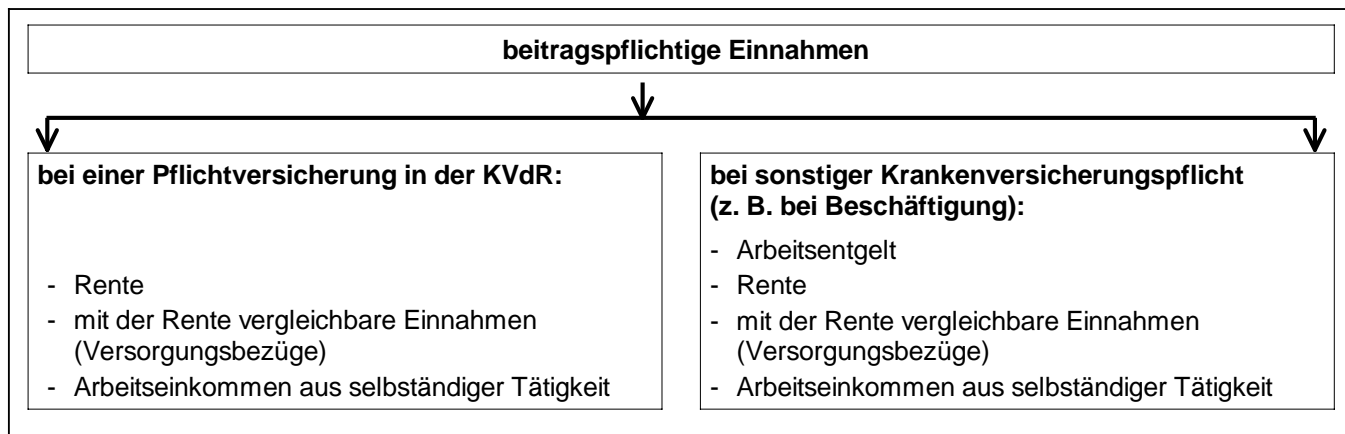 beitragspflichtige Einnahmen
bei einer Pflichtversicherung in der KVdR:
- Rente
- mit der Rente vergleichbare Einnahmen
(Versorgungsbezüge)
- Arbeitseinkommen aus selbständiger Tätigkeit
bei sonstiger Krankenversicherungspflicht
(z. B. bei Beschäftigung):
- Arbeitsentgelt
- Rente
- mit der Rente vergleichbare Einnahmen
(Versorgungsbezüge)
- Arbeitseinkommen aus selbständiger Tätigkeit